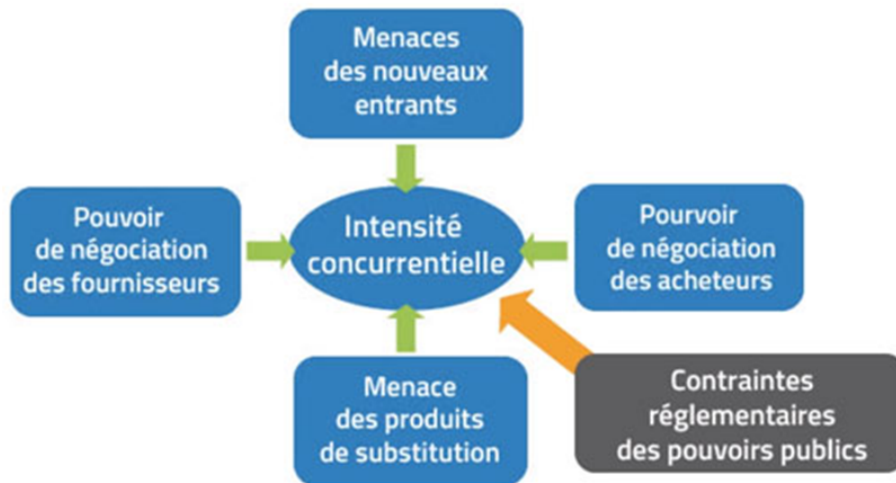 Menaces
des nouveaux
entrants
Pouvoir
de négociation
des fournisseurs
Intensité
concurrentielle
Pourvoir
de négociation
des acheteurs
Menace
des produits
de substitution
Contraintes
réglementaires
des pouvoirs publics